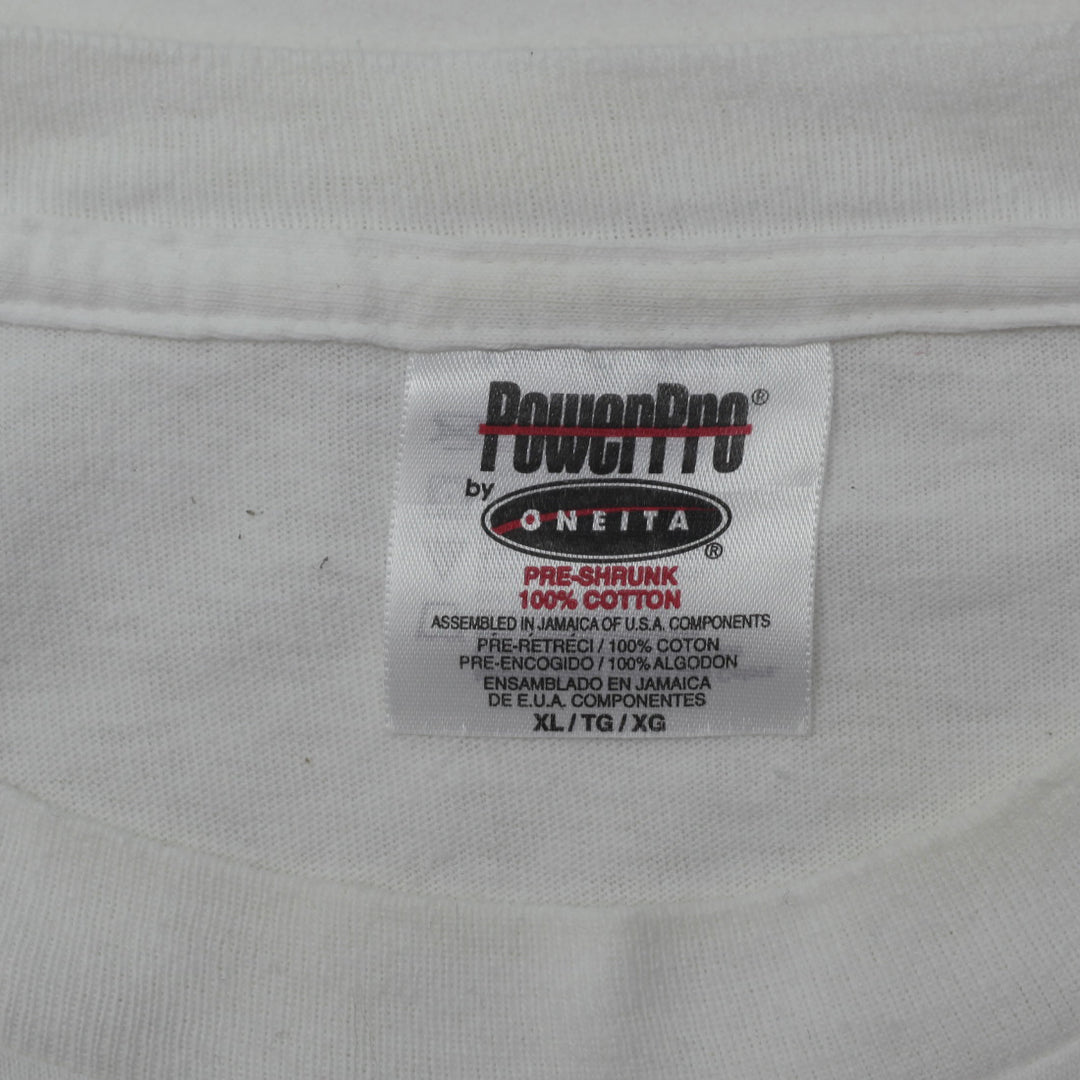 PowerPro®
by ONEITA®
PRE-SHRUNK
100% COTTON
ASSEMBLED IN JAMAICA OF U.S.A. COMPONENTS
PRÉ-RÉTRÉCI / 100% COTON
PRE-ENCOGIDO / 100% ALGODON
ENSAMBLADO EN JAMAICA
DE E.U.A. COMPONENTES
XL / TG / XG